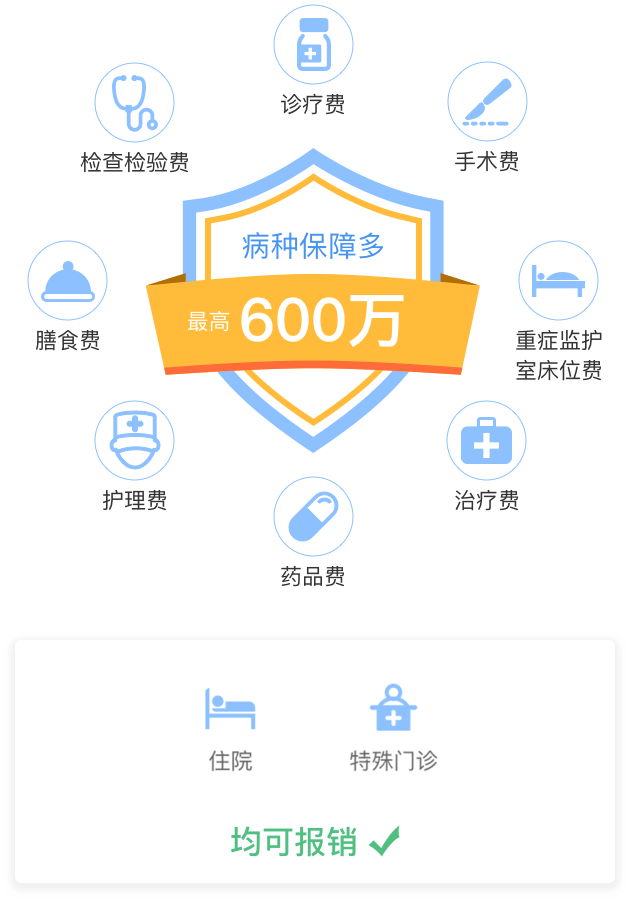 诊疗费
检查检验费
手术费
病种保障多
最高 600万
膳食费
重症监护
室床位费
护理费
治疗费
药品费
住院
特殊门诊
均可报销